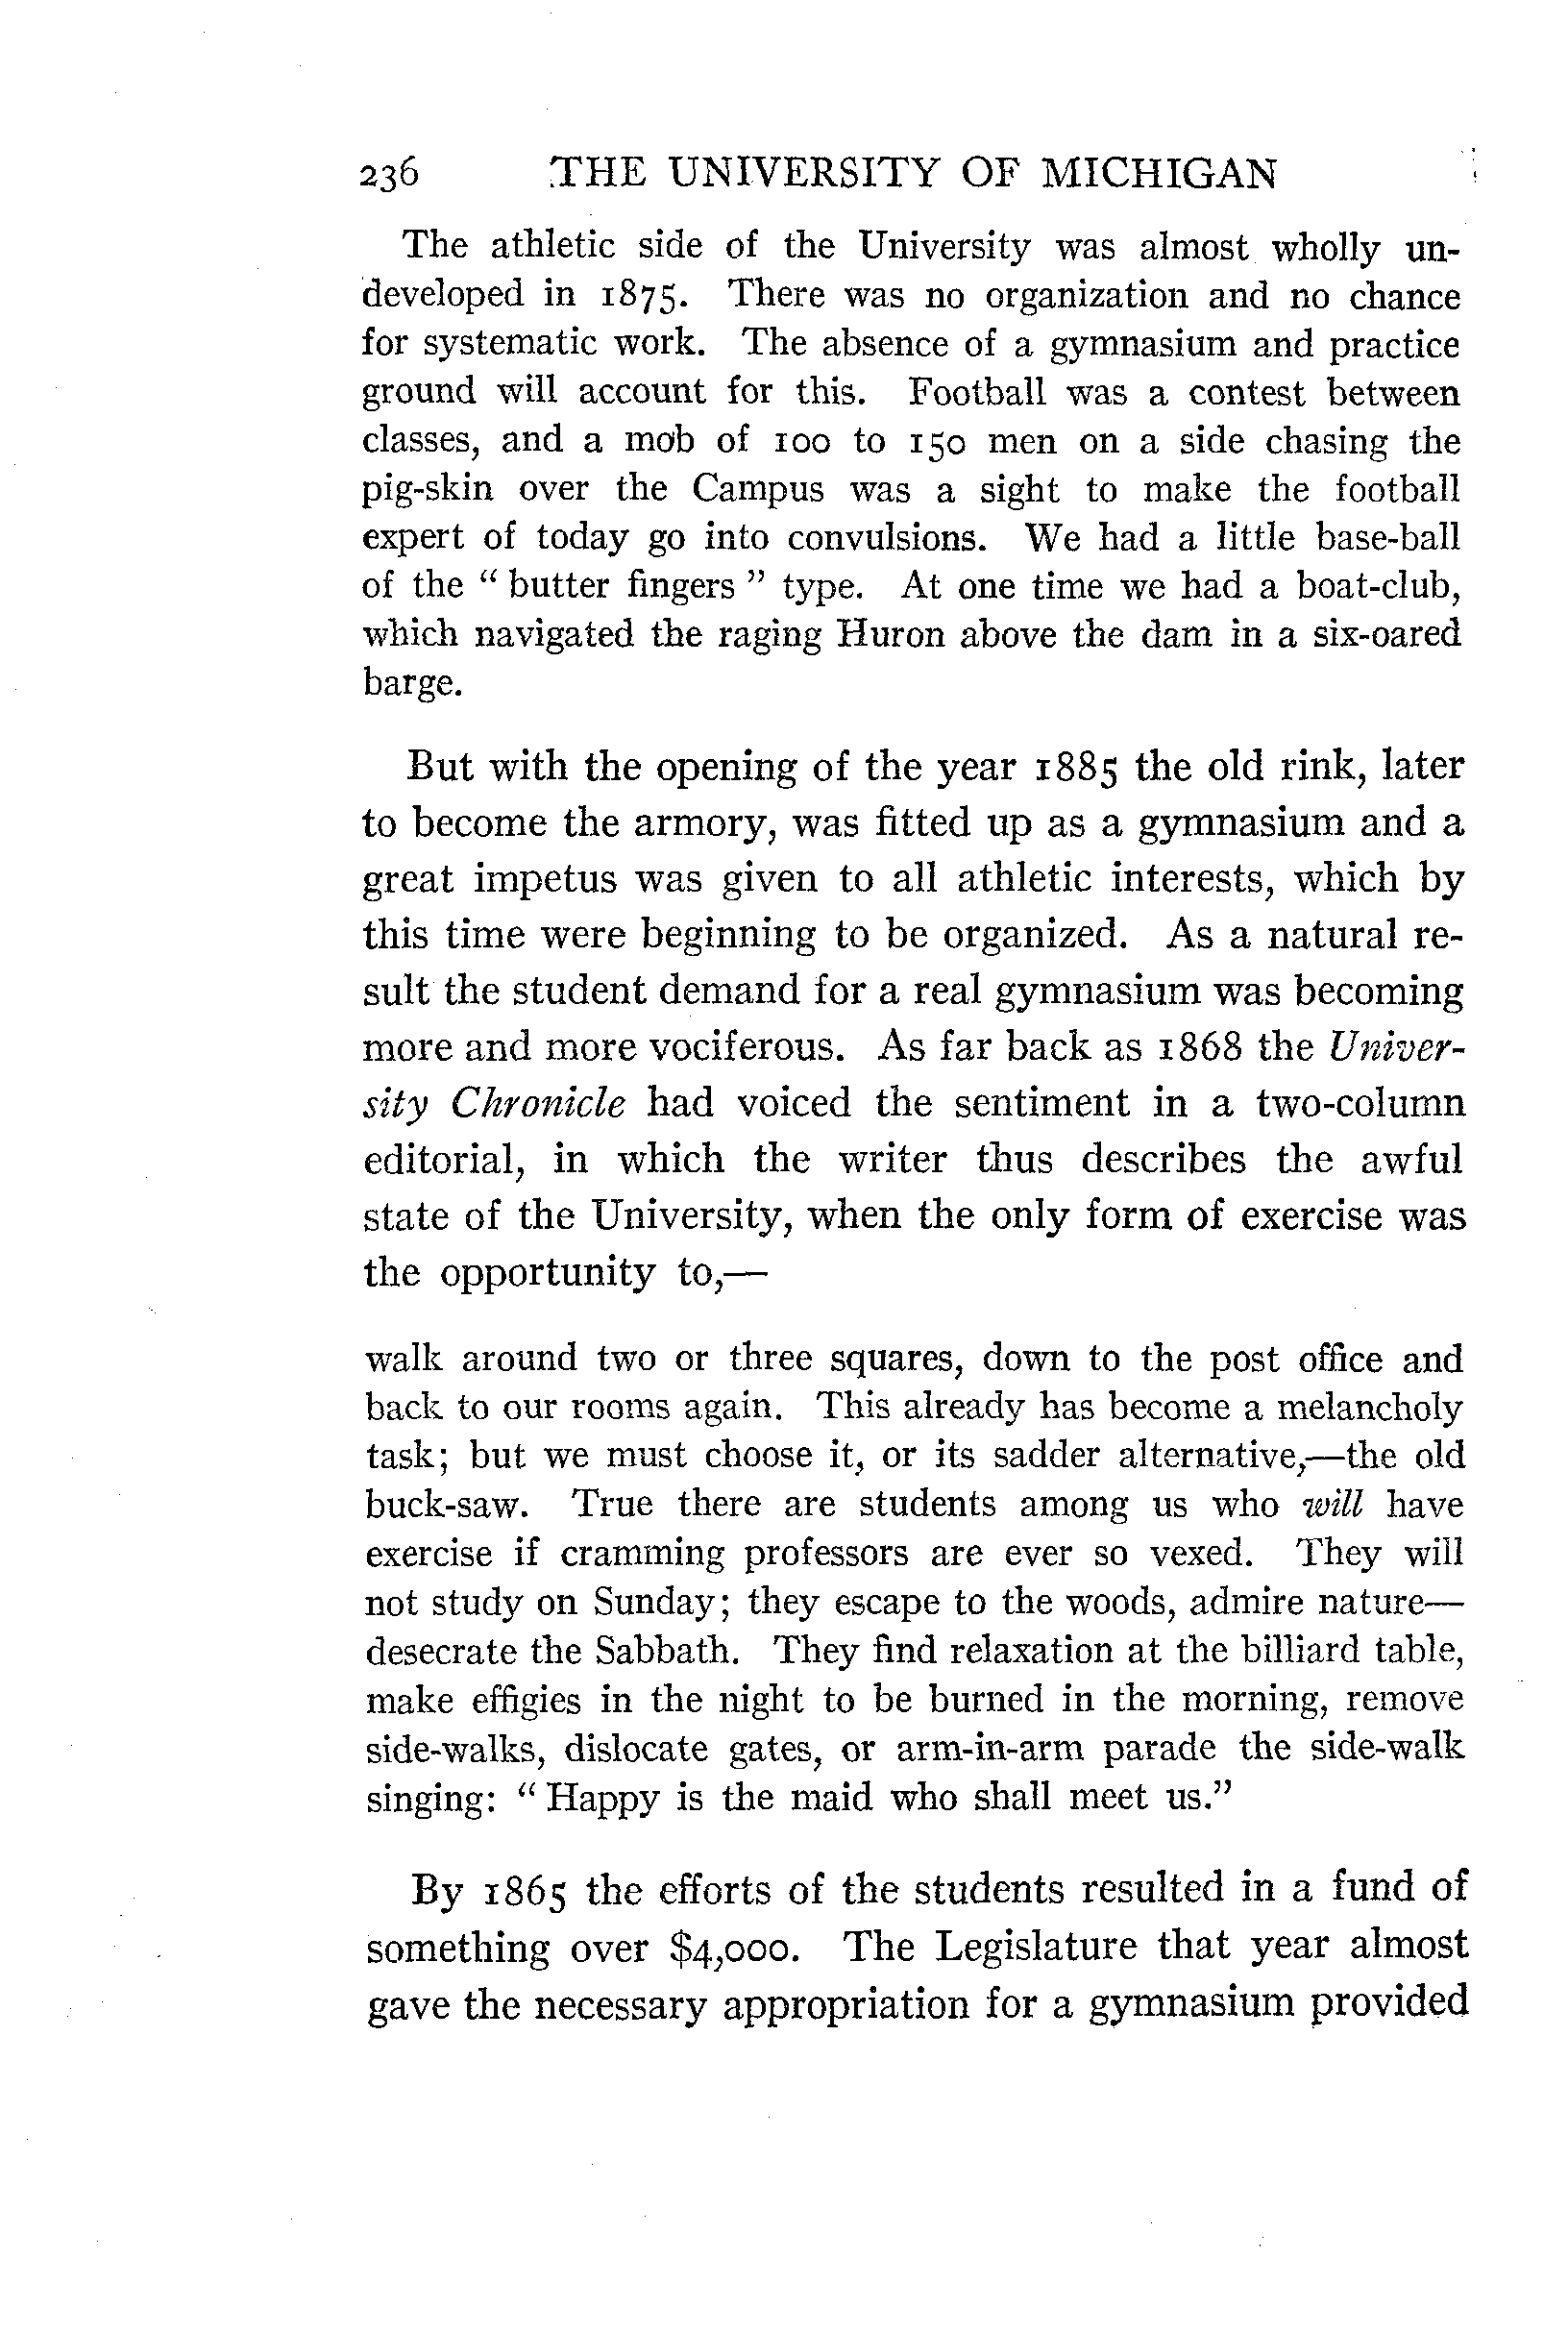 236 THE UNIVERSITY OF MICHIGAN
The athletic side of the University was almost wholly un-
developed in 1875. There was no organization and no chance
for systematic work. The absence of a gymnasium and practice
ground will account for this. Football was a contest between
classes, and a mob of 100 to 150 men on a side chasing the
pig-skin over the Campus was a sight to make the football
expert of today go into convulsions. We had a little base-ball
of the " butter fingers " type. At one time we had a boat-club,
which navigated the raging Huron above the dam in a six-oared
barge.
But with the opening of the year 1885 the old rink, later
to become the armory, was fitted up as a gymnasium and a
great impetus was given to all athletic interests, which by
this time were beginning to be organized. As a natural re-
sult the student demand for a real gymnasium was becoming
more and more vociferous. As far back as 1868 the Univer-
sity Chronicle had voiced the sentiment in a two-column
editorial, in which the writer thus describes the awful
state of the University, when the only form of exercise was
the opportunity to,—
walk around two or three squares, down to the post office and
back to our rooms again. This already has become a melancholy
task; but we must choose it, or its sadder alternative,—the old
buck-saw. True there are students among us who will have
exercise if cramming professors are ever so vexed. They will
not study on Sunday; they escape to the woods, admire nature—
desecrate the Sabbath. They find relaxation at the billiard table,
make effigies in the night to be burned in the morning, remove
side-walks, dislocate gates, or arm-in-arm parade the side-walk
singing: " Happy is the maid who shall meet us."
By 1865 the efforts of the students resulted in a fund of
something over $4,000. The Legislature that year almost
gave the necessary appropriation for a gymnasium provided